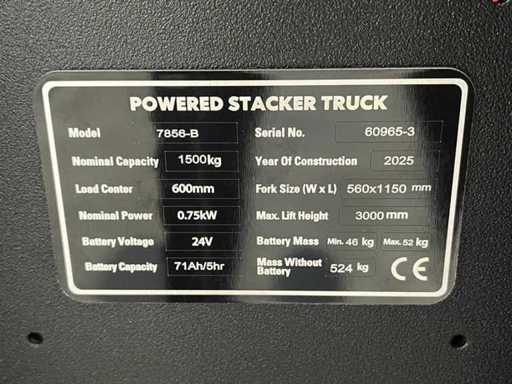 POWERED STACKER TRUCK
Model 7856-B Serial No. 60965-3
Nominal Capacity 1500kg Year Of Construction 2025
Load Center 600mm Fork Size (W x L) 560x1150 mm
Nominal Power 0.75kW Max. Lift Height 3000 mm
Battery Voltage 24V Battery Mass Min. 46 kg Max. 52 kg
Battery Capacity 71Ah/5hr Mass Without Battery 524 kg CE